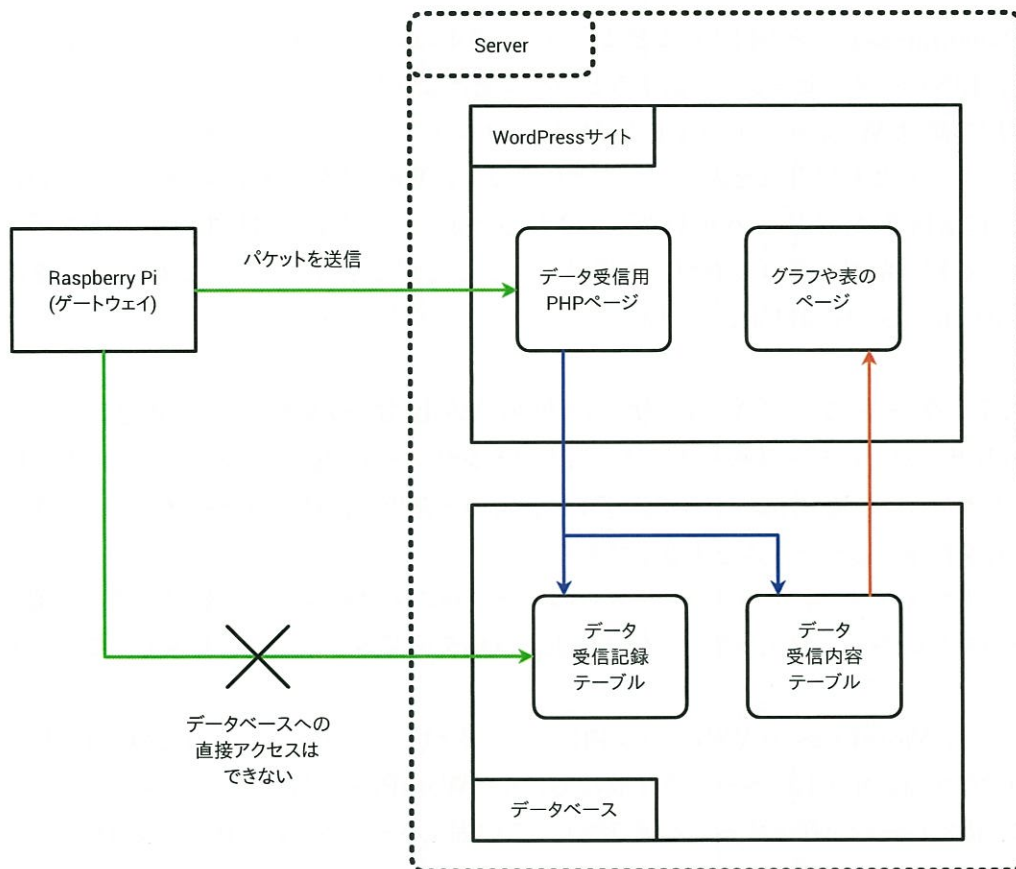 Server
WordPressサイト
Raspberry Pi
(ゲートウェイ)
パケットを送信
データ受信用
PHPページ
グラフや表の
ページ
データ
受信記録
テーブル
データ
受信内容
テーブル
データベースへの
直接アクセスは
できない
データベース